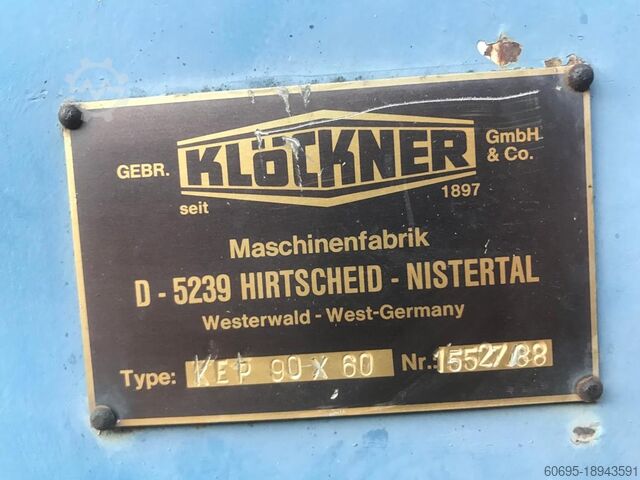 GEBR. KLÖCKNER GmbH & Co.
seit 1897
Maschinenfabrik
D - 5239 HIRTSCHEID - NISTERTAL
Westerwald - West-Germany
Type: KEP 90 X 60 Nr.: 15527/88
60695-18943591